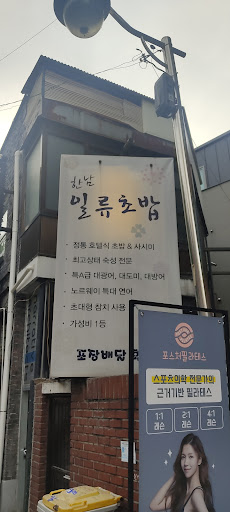 한남
일류초밥
· 정통 호텔식 초밥 & 사시미
· 최고상태 숙성 전문
· 특A급 대광어, 대도미, 대방어
· 노르웨이 특대 연어
· 초대형 참치 사용
· 가성비 1등
포장배달
포스처필라테스
스포츠의학 전문가의
근거기반 필라테스
1:1
레슨
2:1
레슨
4:1
레슨